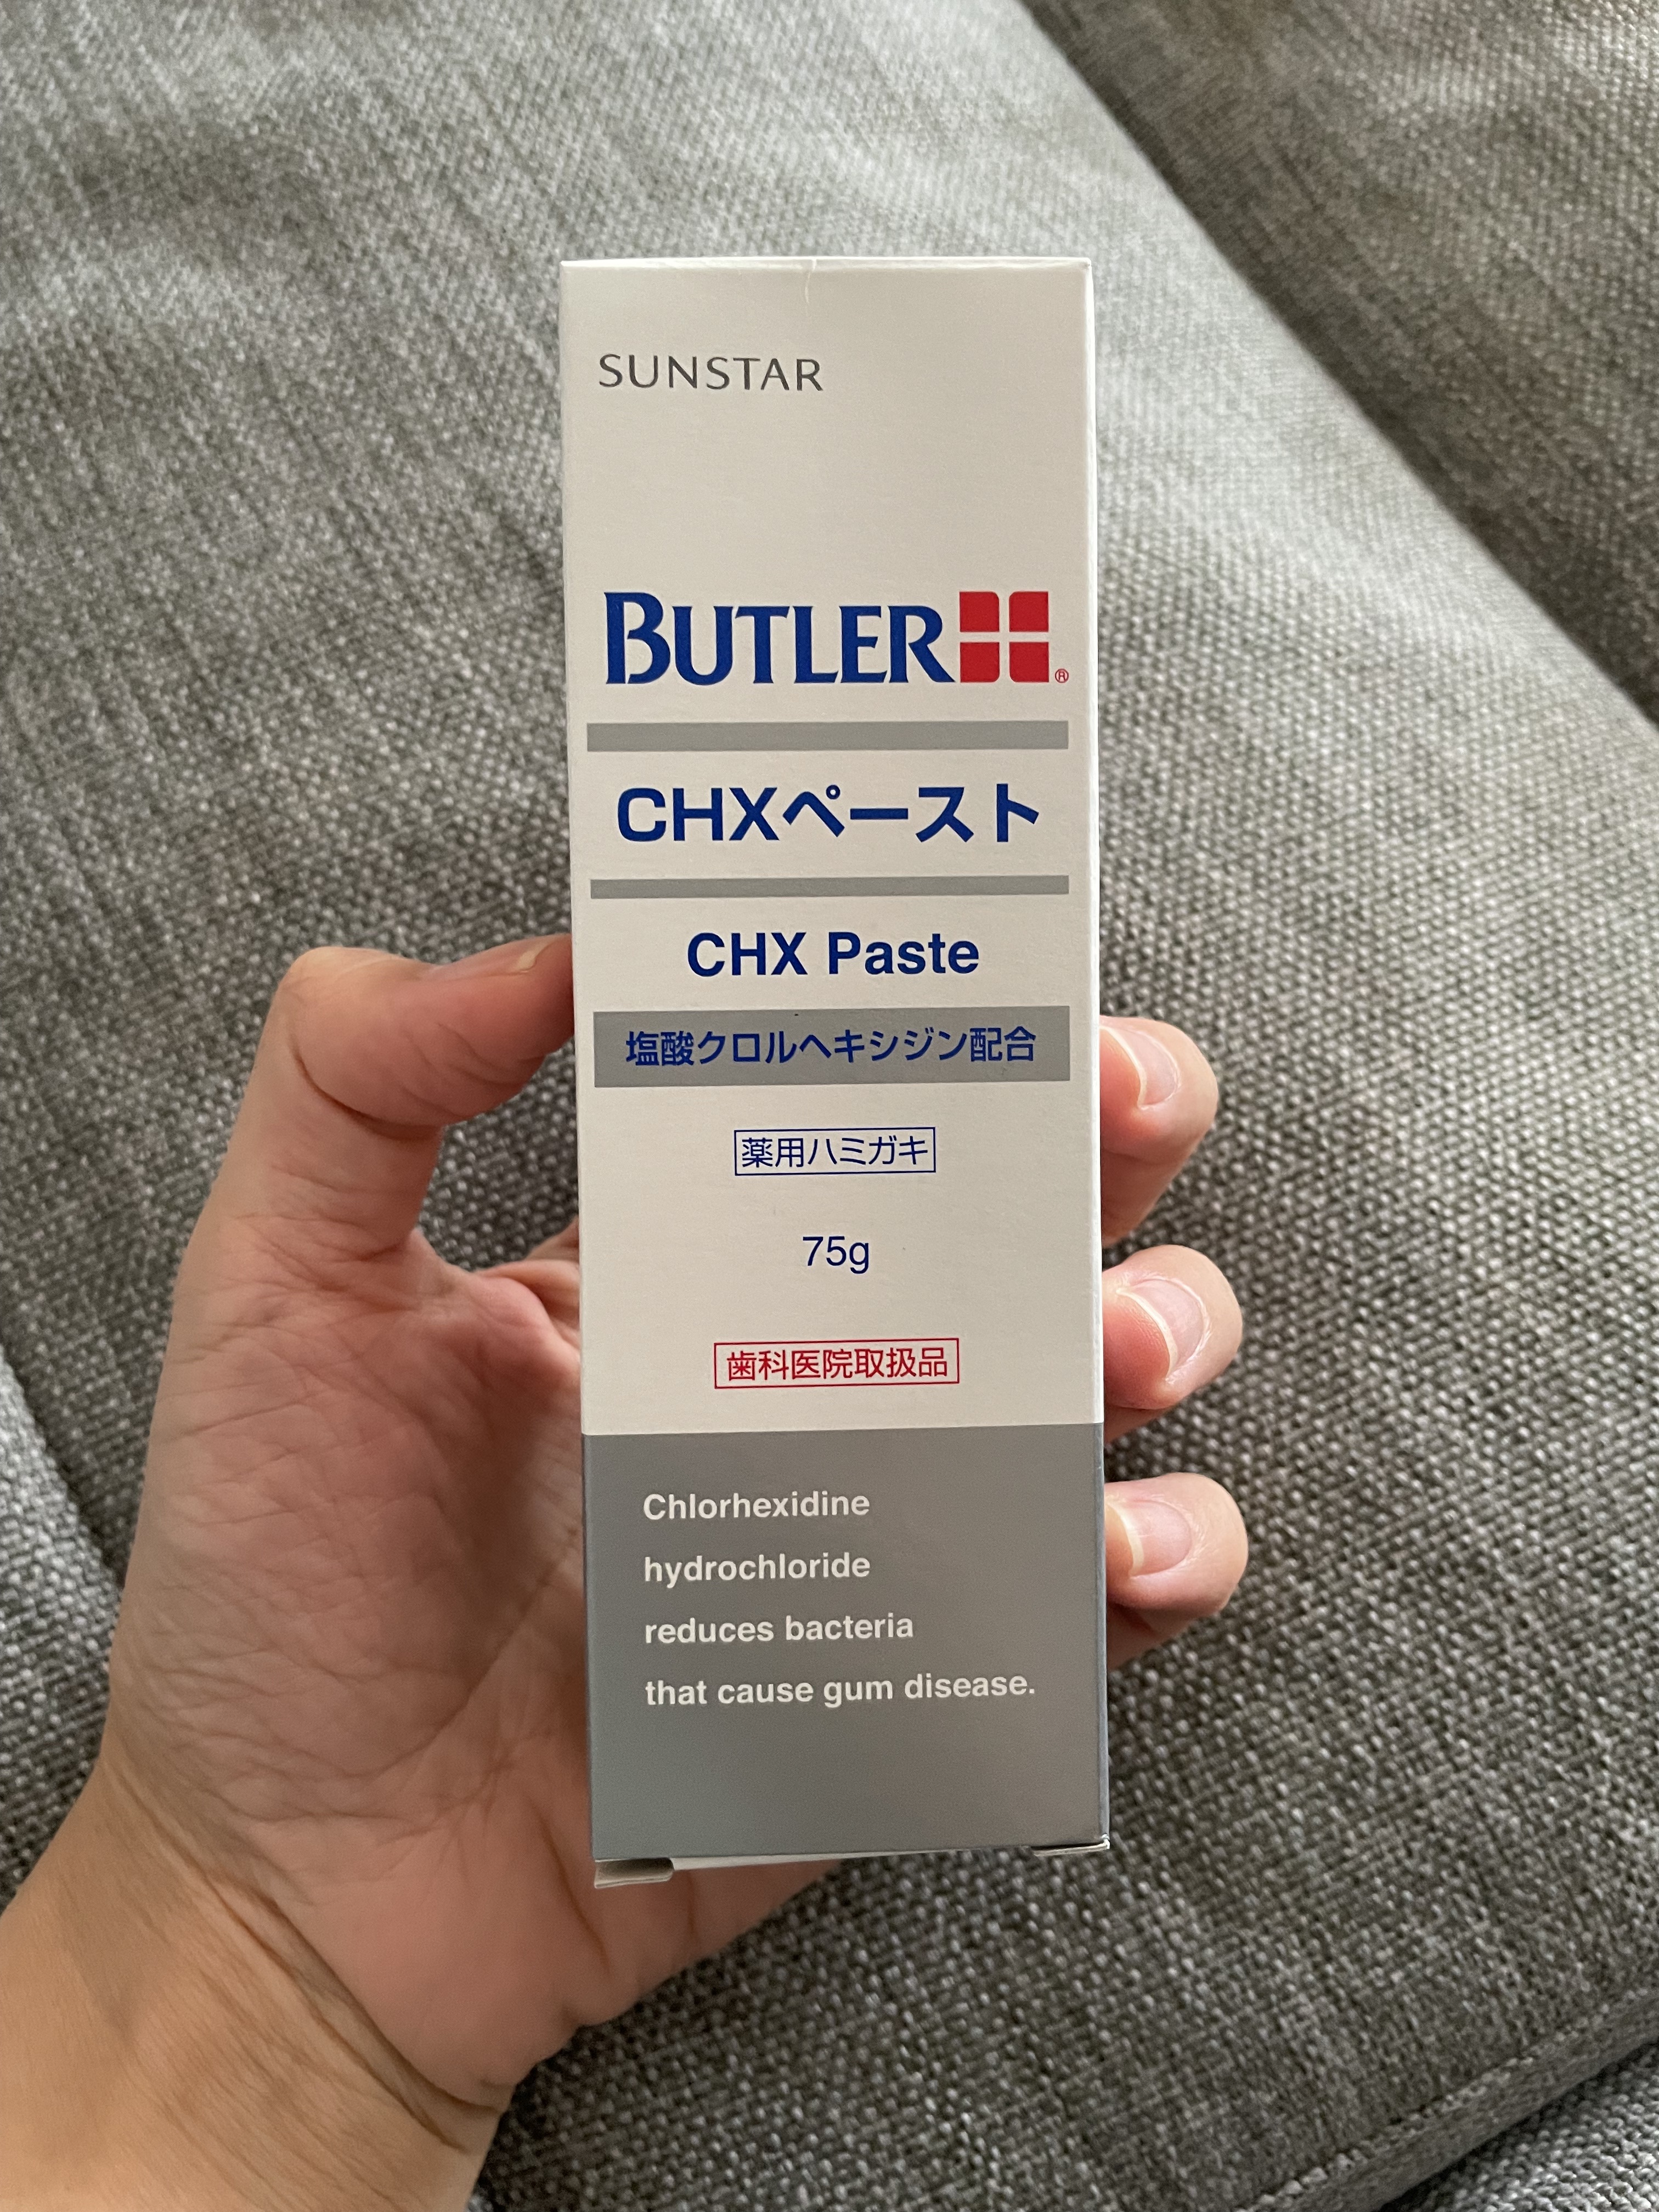 SUNSTAR
BUTLER ®
CHXペースト
CHX Paste
塩酸クロルヘキシジン配合
薬用ハミガキ
75g
歯科医院取扱品
Chlorhexidine
hydrochloride
reduces bacteria
that cause gum disease.